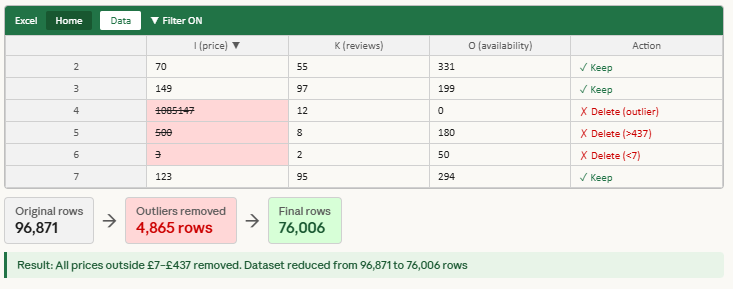 Excel Home Data ▼ Filter ON
I (price) ▼ K (reviews) O (availability) Action
2 70 55 331 ✓ Keep
3 149 97 199 ✓ Keep
4 1085147 12 0 ✗ Delete (outlier)
5 500 8 180 ✗ Delete (>437)
6 3 2 50 ✗ Delete (<7)
7 123 95 294 ✓ Keep
Original rows → Outliers removed → Final rows
96,871 4,865 rows 76,006
Result: All prices outside £7–£437 removed. Dataset reduced from 96,871 to 76,006 rows